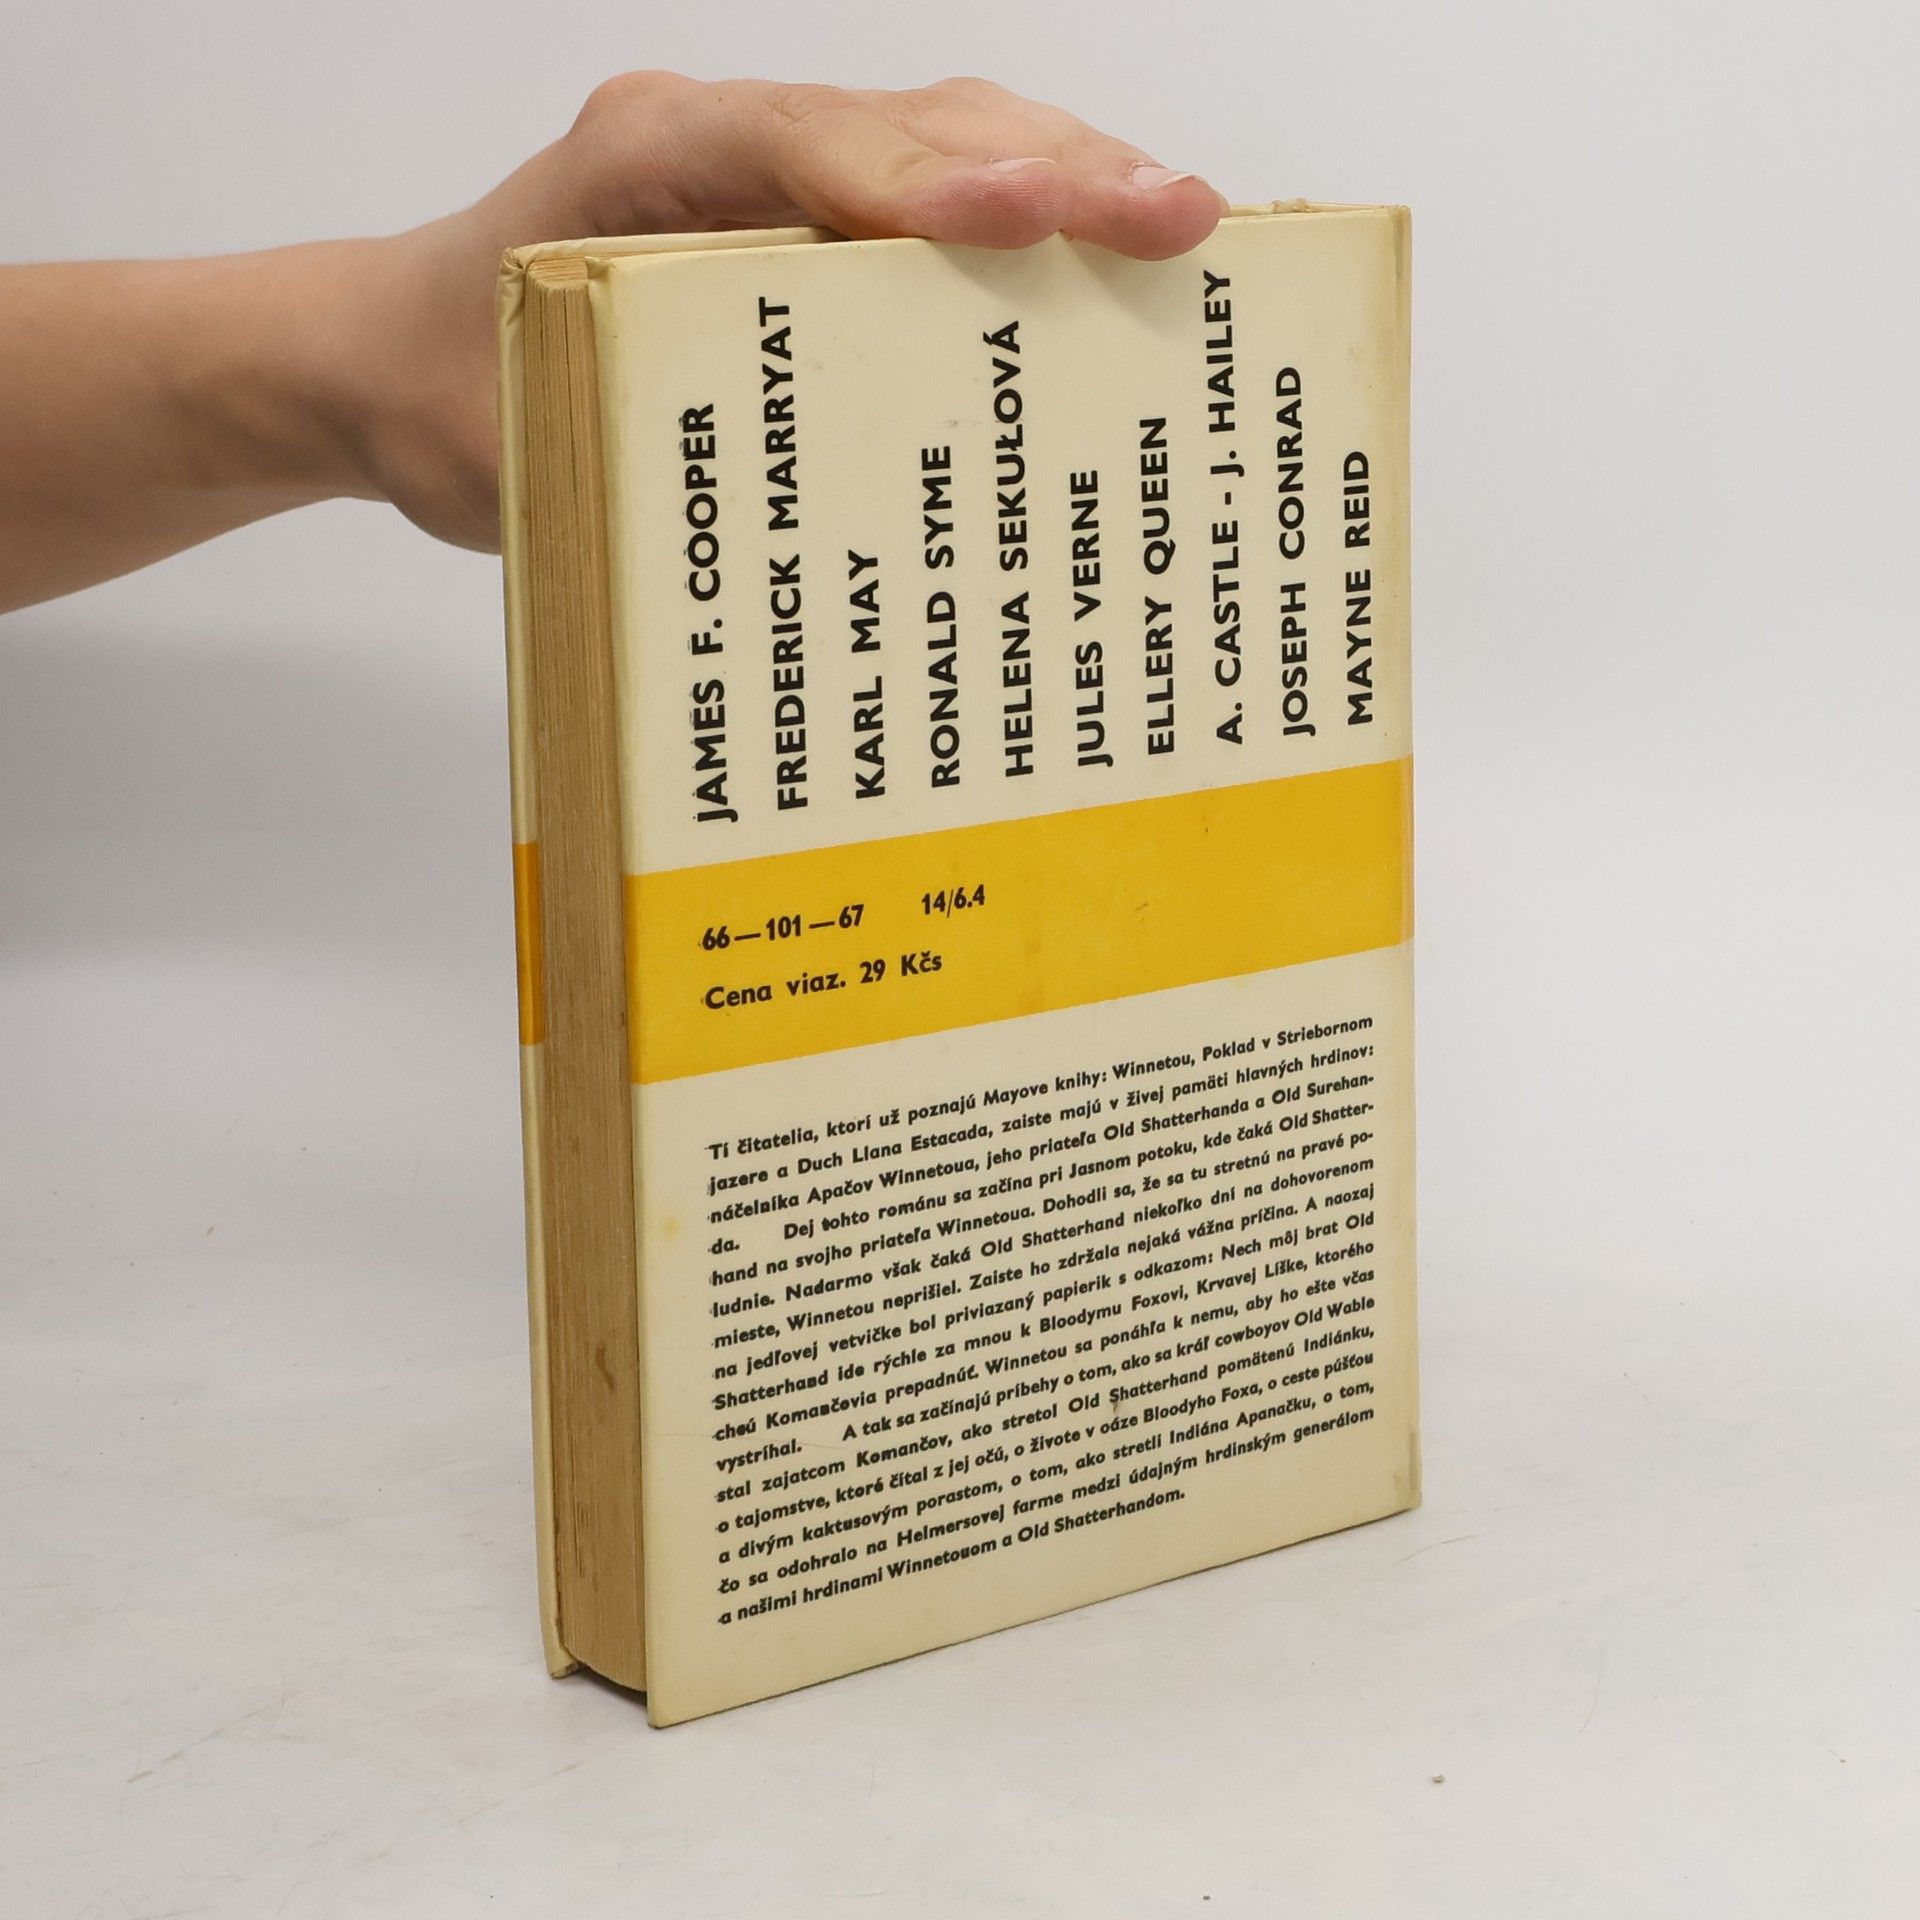 JAMES F. COOPER
FREDERICK MARRYAT
KARL MAY
RONALD SYME
HELENA SEKUŁOVÁ
JULES VERNE
ELLERY QUEEN
A. CASTLE - J. HAILEY
JOSEPH CONRAD
MAYNE REID
66—101—67 14/6.4
Cena viaz. 29 Kčs
Tí čitatelia, ktorí už poznajú Mayove knihy: Winnetou, Poklad v Striebornom
jazere a Duch Llana Estacada, zaiste majú v živej pamäti hlavných hrdinov:
náčelníka Apačov Winnetoua, jeho priateľa Old Shatterhanda a Old Surehan-
da. Dej tohto románu sa začína pri Jasnom potoku, kde čaká Old Shatter-
hand na svojho priateľa Winnetoua. Dohodli sa, že sa tu stretnú na pravé po-
ludnie. Nadarmo však čaká Old Shatterhand niekoľko dní na dohovorenom
mieste, Winnetou neprišiel. Zaiste ho zdržala nejaká vážna príčina. A naozaj
na jedľovej vetvičke bol priviazaný papierik s odkazom: Nech môj brat Old
Shatterhand ide rýchle za mnou k Bloodymu Foxovi, Krvavej Líške, ktorého
chcú Komančovia prepadnúť. Winnetou sa ponáhľa k nemu, aby ho ešte včas
vystríhal. A tak sa začínajú príbehy o tom, ako sa kráľ cowboyov Old Wable
stal zajatcom Komančov, ako stretol Old Shatterhand pomätenú Indiánku,
o tajomstve, ktoré čítal z jej očú, o živote v oáze Bloodyho Foxa, o ceste púšťou
a divým kaktusovým porastom, o tom, ako stretli Indiána Apanačku, o tom,
čo sa odohralo na Helmersovej farme medzi údajným hrdinským generálom
a našimi hrdinami Winnetouom a Old Shatterhandom.